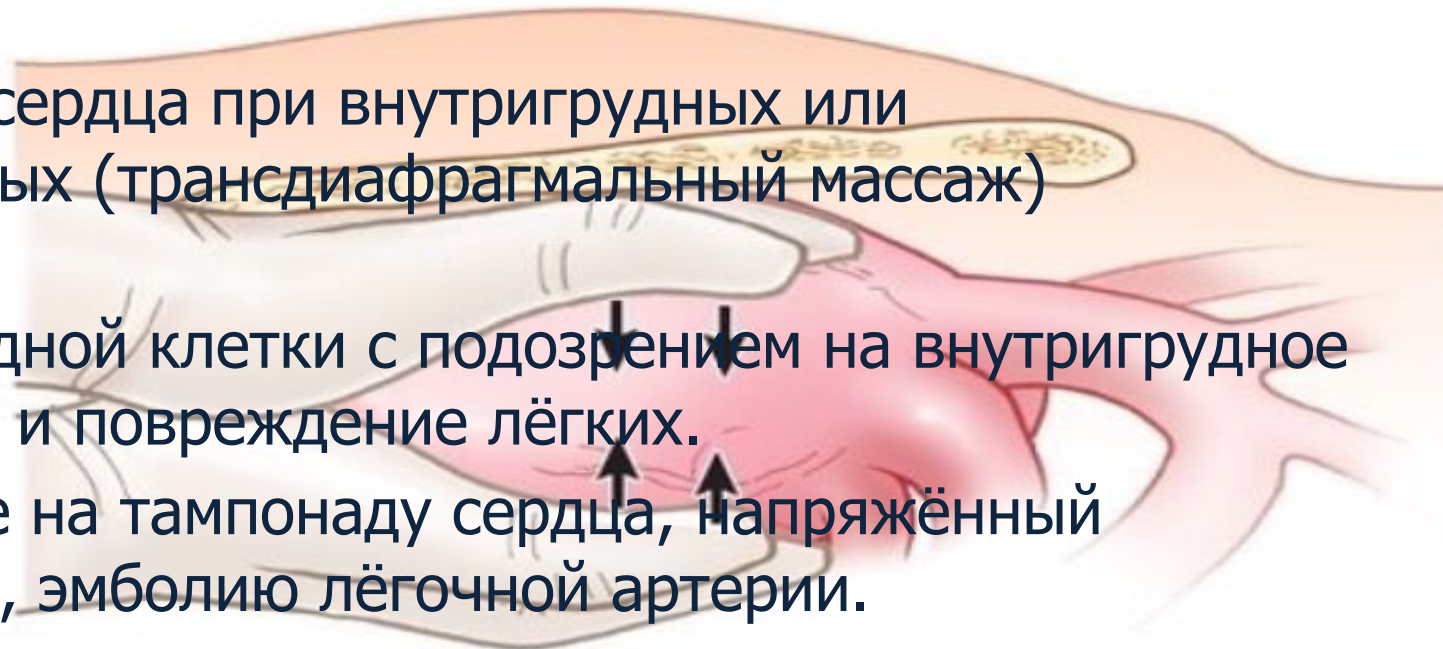 сердца при внутригрудных или
ых (трансдиафрагмальный массаж)
дной клетки с подозрением на внутригрудное
и повреждение лёгких.
е на тампонаду сердца, напряжённый
, эмболию лёгочной артерии.